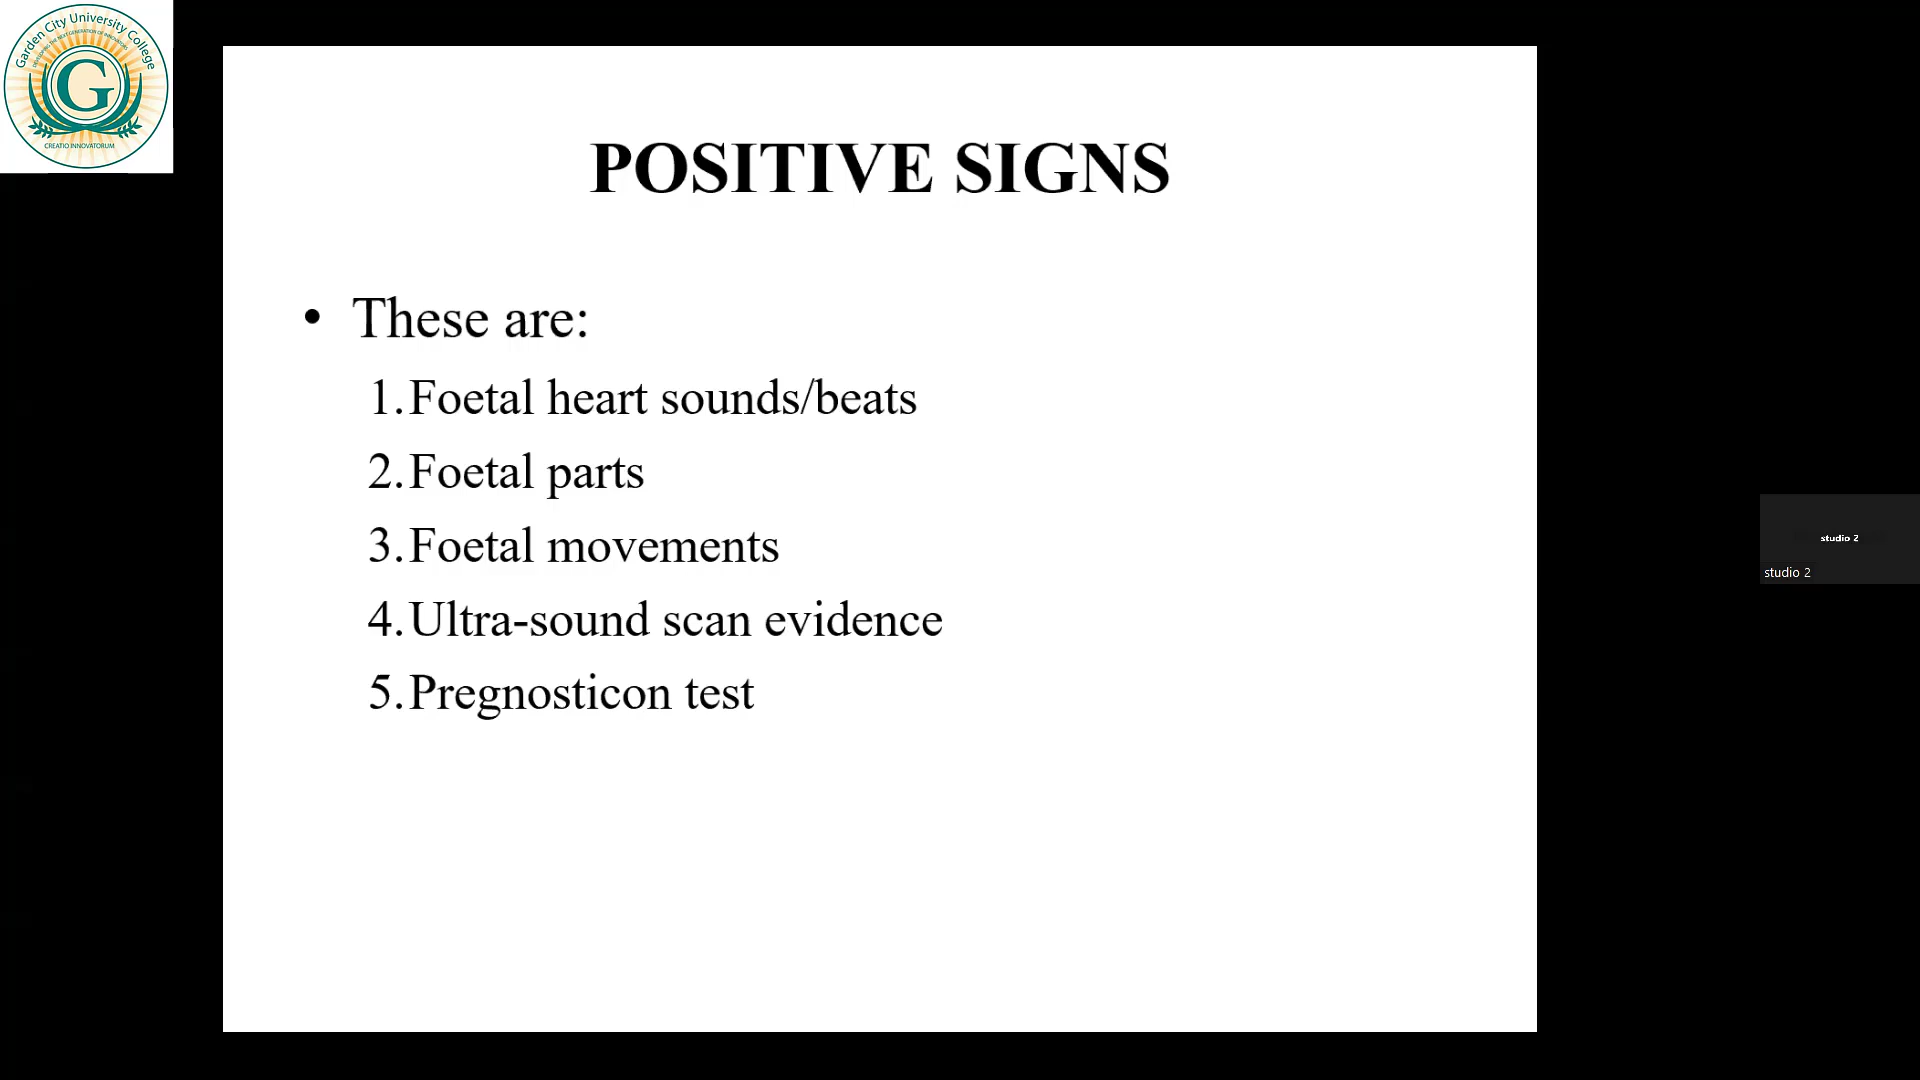 Garden City University College
CREATIO INNOVATORUM
POSITIVE SIGNS
• These are:
1. Foetal heart sounds/beats
2. Foetal parts
3. Foetal movements
4. Ultra-sound scan evidence
5. Pregnosticon test
studio 2
studio 2